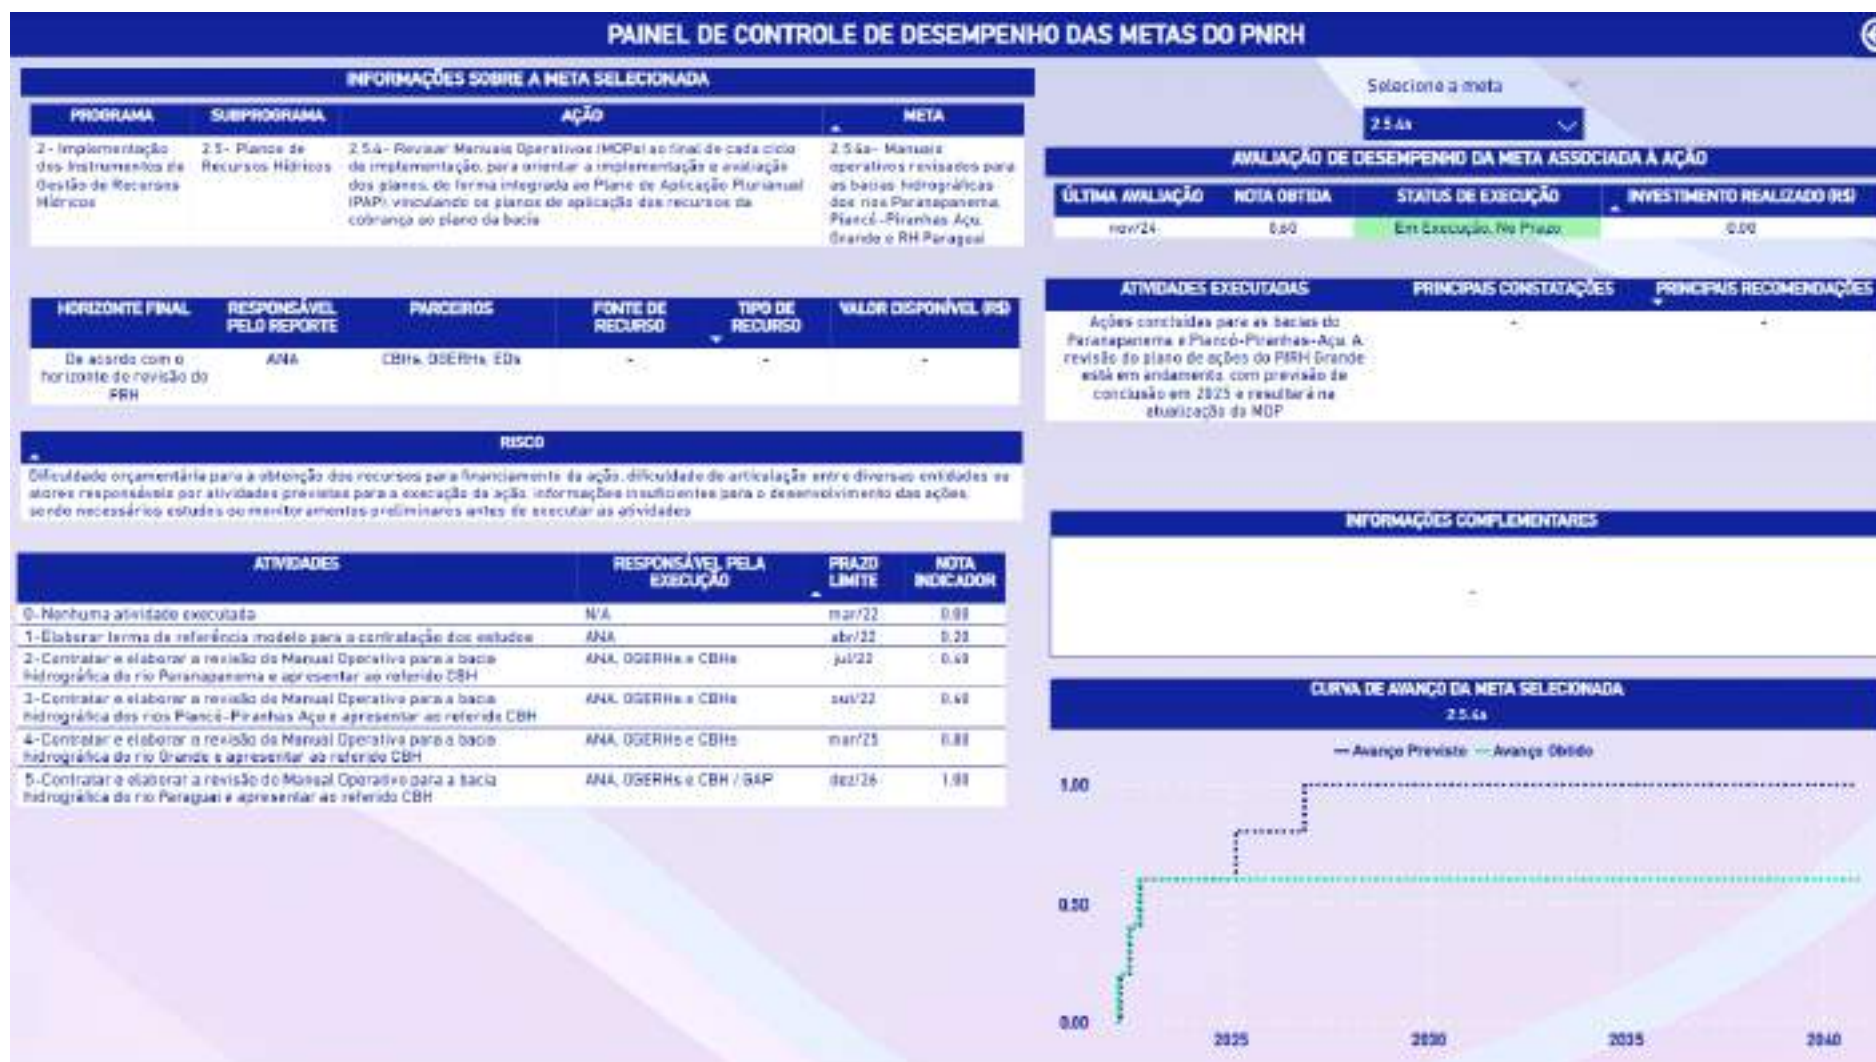 PAINEL DE CONTROLE DE DESEMPENHO DAS METAS DO PNRH
INFORMAÇÕES SOBRE A META SELECIONADA
PROGRAMA SUBPROGRAMA AÇÃO META
2- Implementação dos Instrumentos de Gestão de Recursos Hídricos
2.5- Planos de Recursos Hídricos
2.5.4- Revisar Manuais Operativos (MOPs) ao final de cada ciclo
de implementação, para orientar a implementação e avaliação
dos planos, de forma integrada ao Plano de Aplicação Plurianual
(PAP), vinculando os planos de aplicação dos recursos da
cobrança ao plano da bacia
2.5.4a- Manuais
operativos revisados para
as bacias hidrográficas
dos rios Paranapanema,
Piancó-Piranhas Açu,
Grande e RH Paraguai
HORIZONTE FINAL RESPONSÁVEL PELO REPORTE PARCEIROS FONTE DE RECURSO TIPO DE RECURSO VALOR DISPONÍVEL (R$)
De acordo com o
horizonte de revisão do
PRH
ANA
CBHs, OGERHs, EDs
- - -
RISCO
Dificuldade orçamentária para a obtenção dos recursos para financiamento da ação, dificuldade de articulação entre diversas entidades ou
atores responsáveis por atividades previstas para a execução da ação, informações insuficientes para o desenvolvimento das ações,
sendo necessários estudos ou monitoramentos preliminares antes de executar as atividades
ATIVIDADES RESPONSÁVEL PELA EXECUÇÃO PRAZO LIMITE NOTA INDICADOR
0-Nenhuma atividade executada N/A mar/22 0.00
1-Elaborar termo de referência modelo para a contratação dos estudos ANA abr/22 0.20
2-Contratar e elaborar a revisão do Manual Operativo para a bacia
hidrográfica do rio Paranapanema e apresentar ao referido CBH
ANA, OGERHs e CBHs jul/22 0.40
3-Contratar e elaborar a revisão do Manual Operativo para a bacia
hidrográfica dos rios Piancó-Piranhas Açu e apresentar ao referido CBH
ANA, OGERHs e CBHs out/22 0.60
4-Contratar e elaborar a revisão do Manual Operativo para a bacia
hidrográfica do rio Grande e apresentar ao referido CBH
ANA, OGERHs e CBHs mar/25 0.80
5-Contratar e elaborar a revisão do Manual Operativo para a bacia
hidrográfica do rio Paraguai e apresentar ao referido CBH
ANA, OGERHs e CBH / GAP dez/26 1.00
Selecione a meta
2.5.4a
AVALIAÇÃO DE DESEMPENHO DA META ASSOCIADA À AÇÃO
ÚLTIMA AVALIAÇÃO NOTA OBTIDA STATUS DE EXECUÇÃO INVESTIMENTO REALIZADO (R$)
nov/24 0.60 Em Execução, No Prazo 0.00
ATIVIDADES EXECUTADAS PRINCIPAIS CONSTATAÇÕES PRINCIPAIS RECOMENDAÇÕES
Ações concluídas para as bacias do
Paranapanema e Piancó-Piranhas-Açu. A
revisão do plano de ações do PIRH Grande
está em andamento, com previsão de
conclusão em 2025 e resultará na
atualização do MOP
- -
INFORMAÇÕES COMPLEMENTARES
-
CURVA DE AVANÇO DA META SELECIONADA
2.5.4a
Avanço Previsto Avanço Obtido
1.00
0.50
0.00
2025 2030 2035 2040